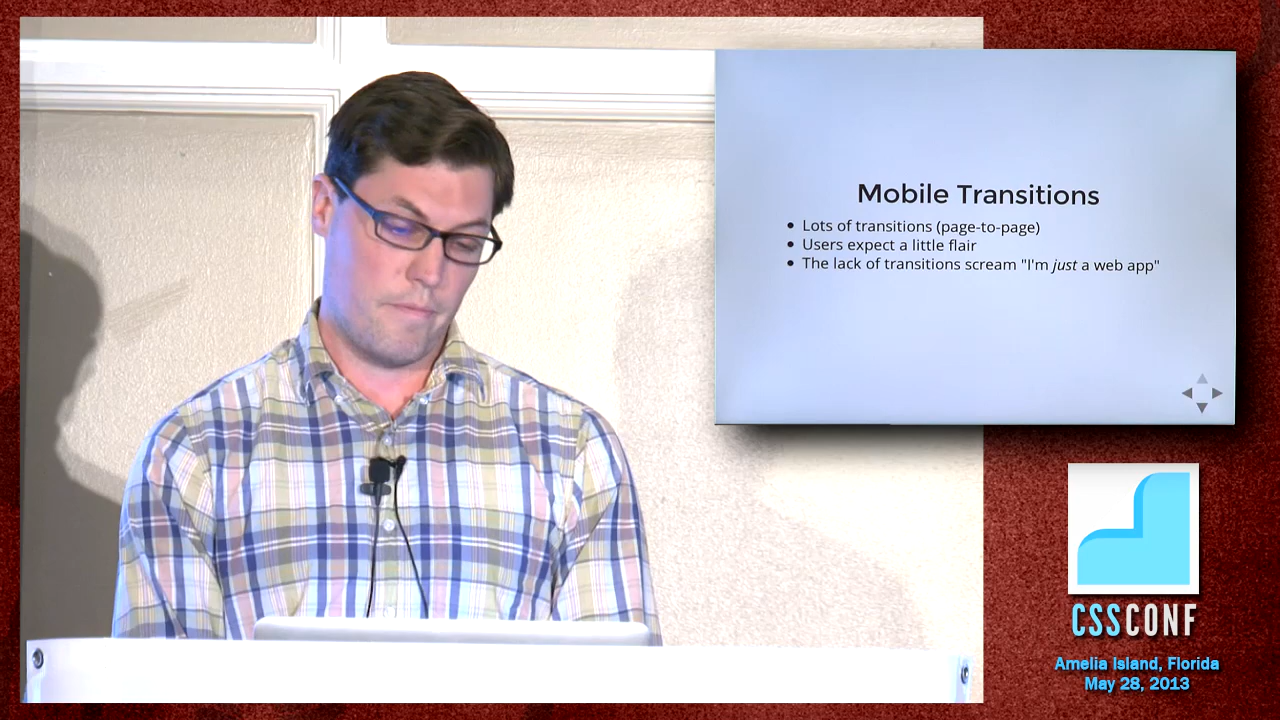 Mobile Transitions
Lots of transitions (page-to-page)
Users expect a little flair
The lack of transitions scream "I'm just a web app"
CSSCONF
Amelia Island, Florida
May 28, 2013